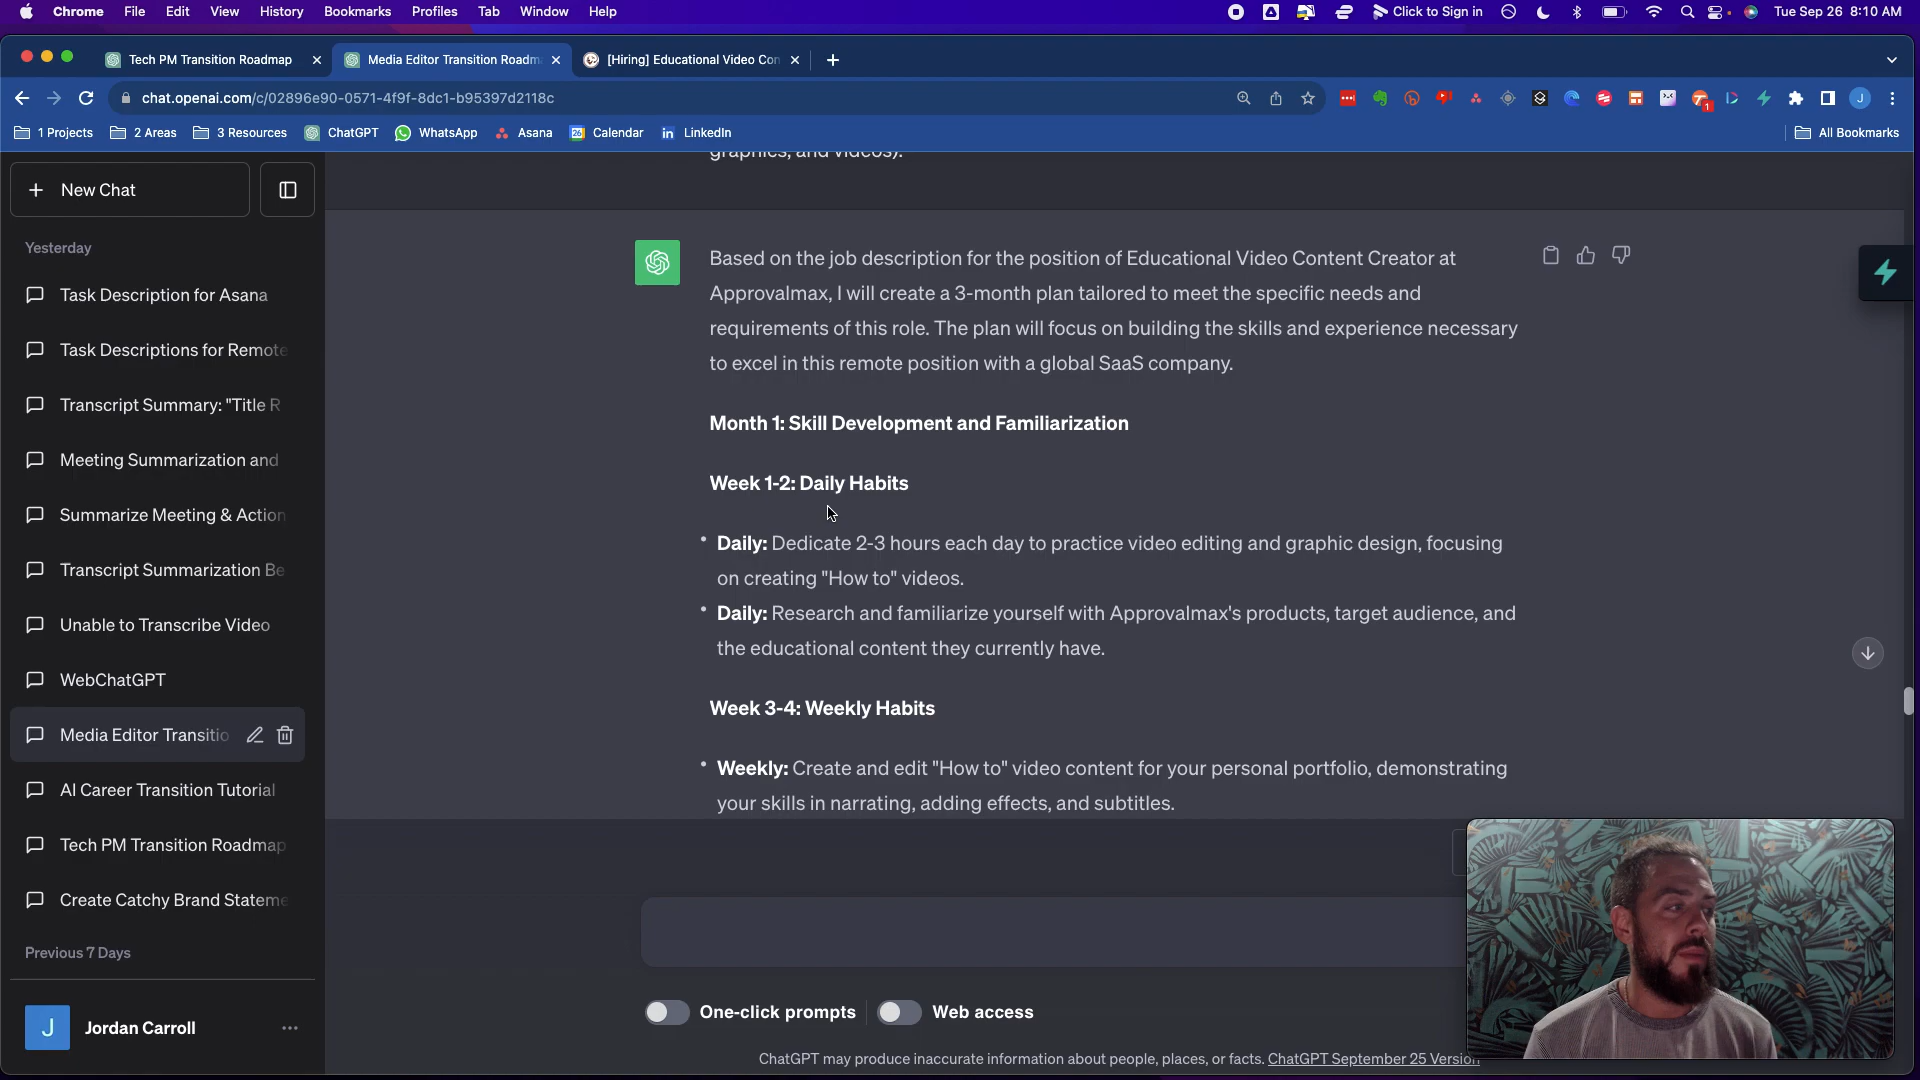 Chrome File Edit View History Bookmarks Profiles Tab Window Help Click to Sign in Tue Sep 26 8:10 AM
Tech PM Transition Roadmap Media Editor Transition Roadm [Hiring] Educational Video Con
chat.openai.com/c/02896e90-0571-4f9f-8dc1-b95397d2118c
1 Projects 2 Areas 3 Resources ChatGPT WhatsApp Asana 26 Calendar LinkedIn All Bookmarks
graphics, and videos).
New Chat
Yesterday
Task Description for Asana
Task Descriptions for Remote
Transcript Summary: "Title R
Meeting Summarization and
Summarize Meeting & Action
Transcript Summarization Be
Unable to Transcribe Video
WebChatGPT
Media Editor Transitio
AI Career Transition Tutorial
Tech PM Transition Roadmap
Create Catchy Brand Stateme
Previous 7 Days
J Jordan Carroll
Based on the job description for the position of Educational Video Content Creator at
Approvalmax, I will create a 3-month plan tailored to meet the specific needs and
requirements of this role. The plan will focus on building the skills and experience necessary
to excel in this remote position with a global SaaS company.
Month 1: Skill Development and Familiarization
Week 1-2: Daily Habits
• Daily: Dedicate 2-3 hours each day to practice video editing and graphic design, focusing
on creating "How to" videos.
• Daily: Research and familiarize yourself with Approvalmax's products, target audience, and
the educational content they currently have.
Week 3-4: Weekly Habits
• Weekly: Create and edit "How to" video content for your personal portfolio, demonstrating
your skills in narrating, adding effects, and subtitles.
One-click prompts Web access
ChatGPT may produce inaccurate information about people, places, or facts. ChatGPT September 25 Version